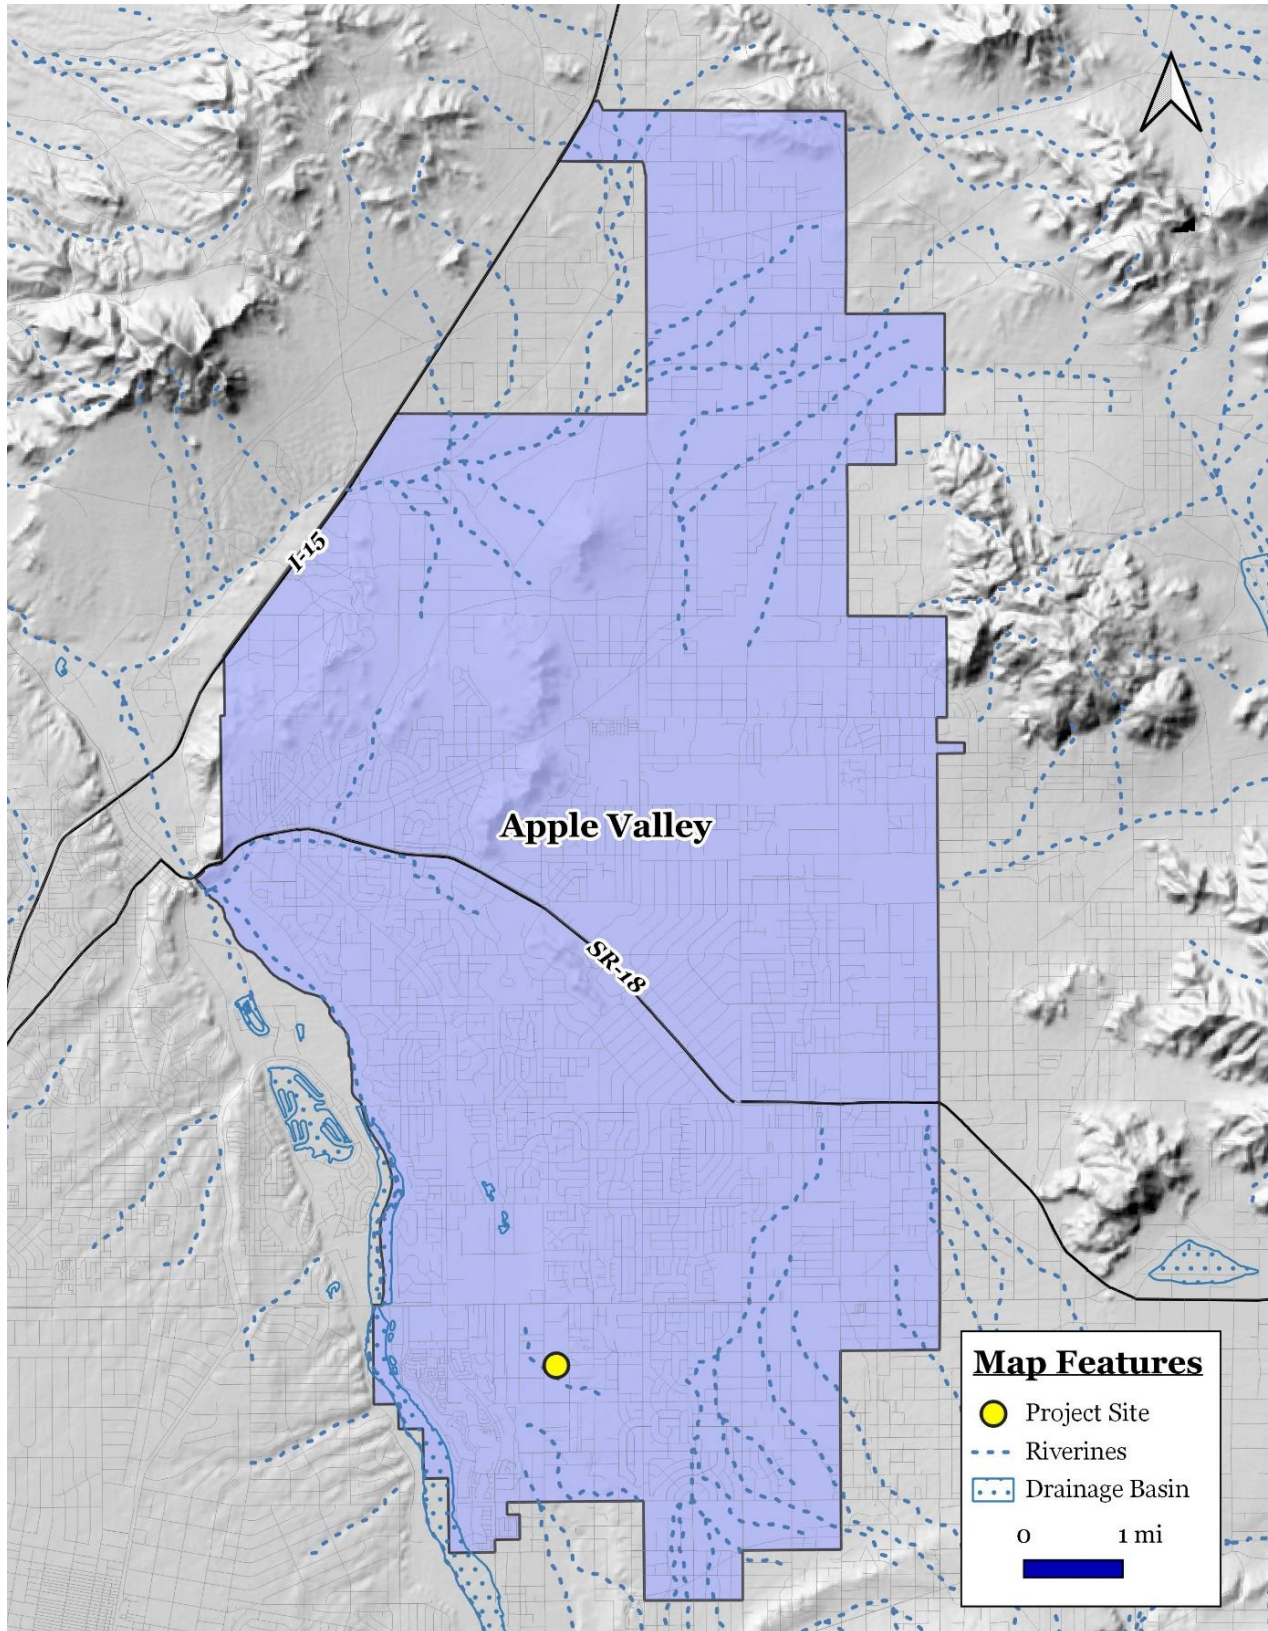 I-15
Apple Valley
SR-18
Map Features
Project Site
Riverines
Drainage Basin
0 1 mi